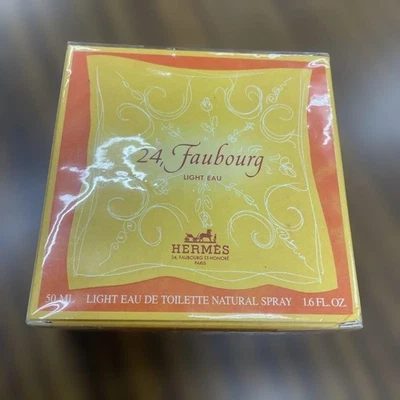 24, Faubourg
LIGHT EAU
HERMÈS
24, FAUBOURG ST-HONORÉ
PARIS
50 ML LIGHT EAU DE TOILETTE NATURAL SPRAY 1.6 FL. OZ.